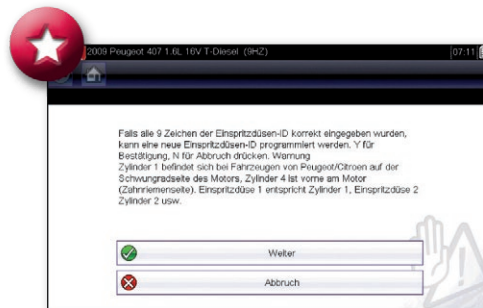 2009 Peugeot 407 1.6L 16V T-Diesel (9HZ) 07:11
Falls alle 9 Zeichen der Einspritzdüsen-ID korrekt eingegeben wurden,
kann eine neue Einspritzdüsen-ID programmiert werden. Y für
Bestätigung, N für Abbruch drücken. Warnung
Zylinder 1 befindet sich bei Fahrzeugen von Peugeot/Citroen auf der
Schwungradseite des Motors, Zylinder 4 ist vorne am Motor
(Zahnriemenseite). Einspritzdüse 1 entspricht Zylinder 1, Einspritzdüse 2
Zylinder 2 usw.
Weiter
Abbruch